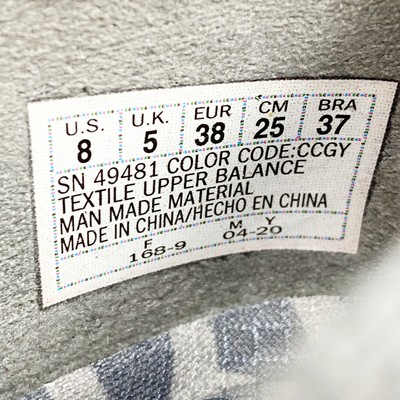 U.S. U.K. EUR CM BRA
8 5 38 25 37
SN 49481 COLOR CODE:CCGY
TEXTILE UPPER BALANCE
MAN MADE MATERIAL
MADE IN CHINA/HECHO EN CHINA
F M Y
168-9 04-20